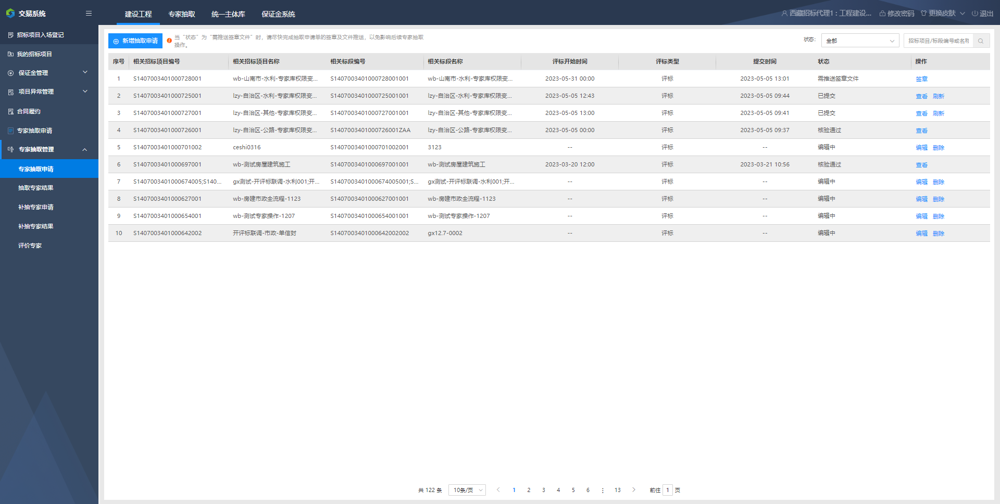 交易系统
建设工程 专家抽取 统一主体库 保证金系统
西藏招标代理1：工程建设... 修改密码 更换皮肤 退出
招标项目入场登记
我的招标项目
保证金管理
项目异常管理
合同履约
专家抽取申请
专家抽取管理
专家抽取申请
抽取专家结果
补抽专家申请
补抽专家结果
评价专家
新增抽取申请
当“状态”为“需推送签章文件”时，请尽快完成抽取申请单的签章及文件推送，以免影响后续专家抽取
操作。
状态： 全部 招标项目/标段编号或名称
序号 相关招标项目编号 相关招标项目名称 相关标段编号 相关标段名称 评标开始时间 评标类型 提交时间 状态 操作
1 S1407003401000728001 wb-山南市-水利-专家库权限变... S1407003401000728001001 wb-山南市-水利-专家库权限变... 2023-05-31 00:00 评标 2023-05-05 13:01 需推送签章文件 签章
2 S1407003401000725001 lzy-自治区-水利-专家库权限变... S1407003401000725001001 lzy-自治区-水利-专家库权限变... 2023-05-05 12:43 评标 2023-05-05 09:44 已提交 查看 刷新
3 S1407003401000727001 lzy-自治区-其他-专家库权限变... S1407003401000727001001 lzy-自治区-其他-专家库权限变... 2023-05-05 13:00 评标 2023-05-05 09:41 已提交 查看 刷新
4 S1407003401000726001 lzy-自治区-公路-专家库权限变... S1407003401000726001ZAA lzy-自治区-公路-专家库权限变... 2023-05-05 00:00 评标 2023-05-05 09:37 核验通过 查看
5 S1407003401000701002 ceshi0316 S1407003401000701002001 3123 -- 评标 -- 编辑中 编辑 删除
6 S1407003401000697001 wb-测试房屋建筑施工 S1407003401000697001001 wb-测试房屋建筑施工 2023-03-20 12:00 评标 2023-03-21 10:56 核验通过 查看
7 S1407003401000674005;S140... gx测试-开评标联调-水利001;开... S1407003401000674005001;S... gx测试-开评标联调-水利001;开... -- 评标 -- 编辑中 编辑 删除
8 S1407003401000627001 wb-房建市政全流程-1123 S1407003401000627001001 wb-房建市政全流程-1123 -- 评标 -- 编辑中 编辑 删除
9 S1407003401000654001 wb-测试专家操作-1207 S1407003401000654001001 wb-测试专家操作-1207 -- 评标 -- 编辑中 编辑 删除
10 S1407003401000642002 开评标联调-市政-单信封 S1407003401000642002002 gx12.7-0002 -- 评标 -- 编辑中 编辑 删除
共 122 条 10条/页 1 2 3 4 5 6 13 前往 1 页